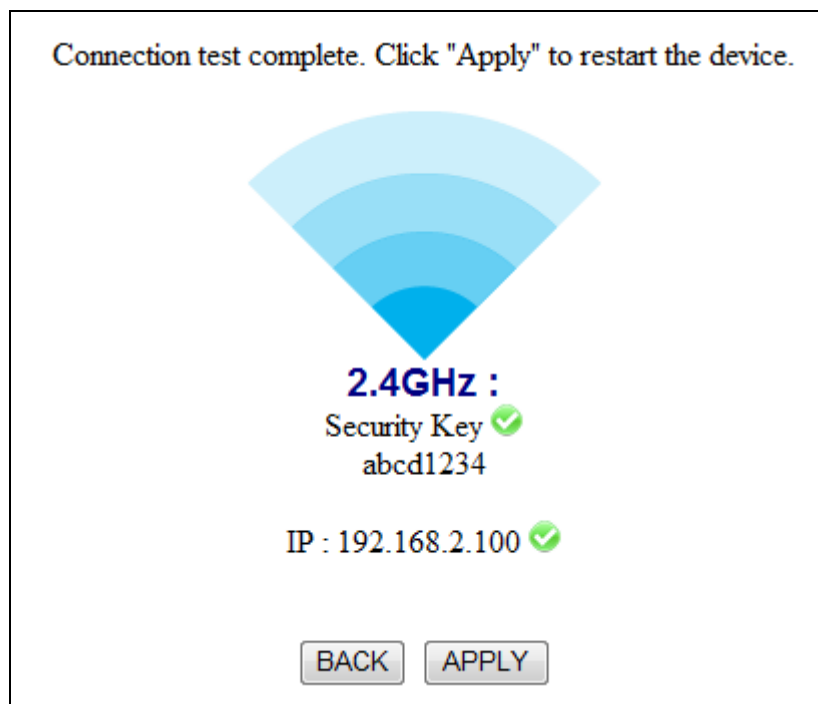 Connection test complete. Click "Apply" to restart the device.
2.4GHz :
Security Key
abcd1234
IP : 192.168.2.100
BACK APPLY